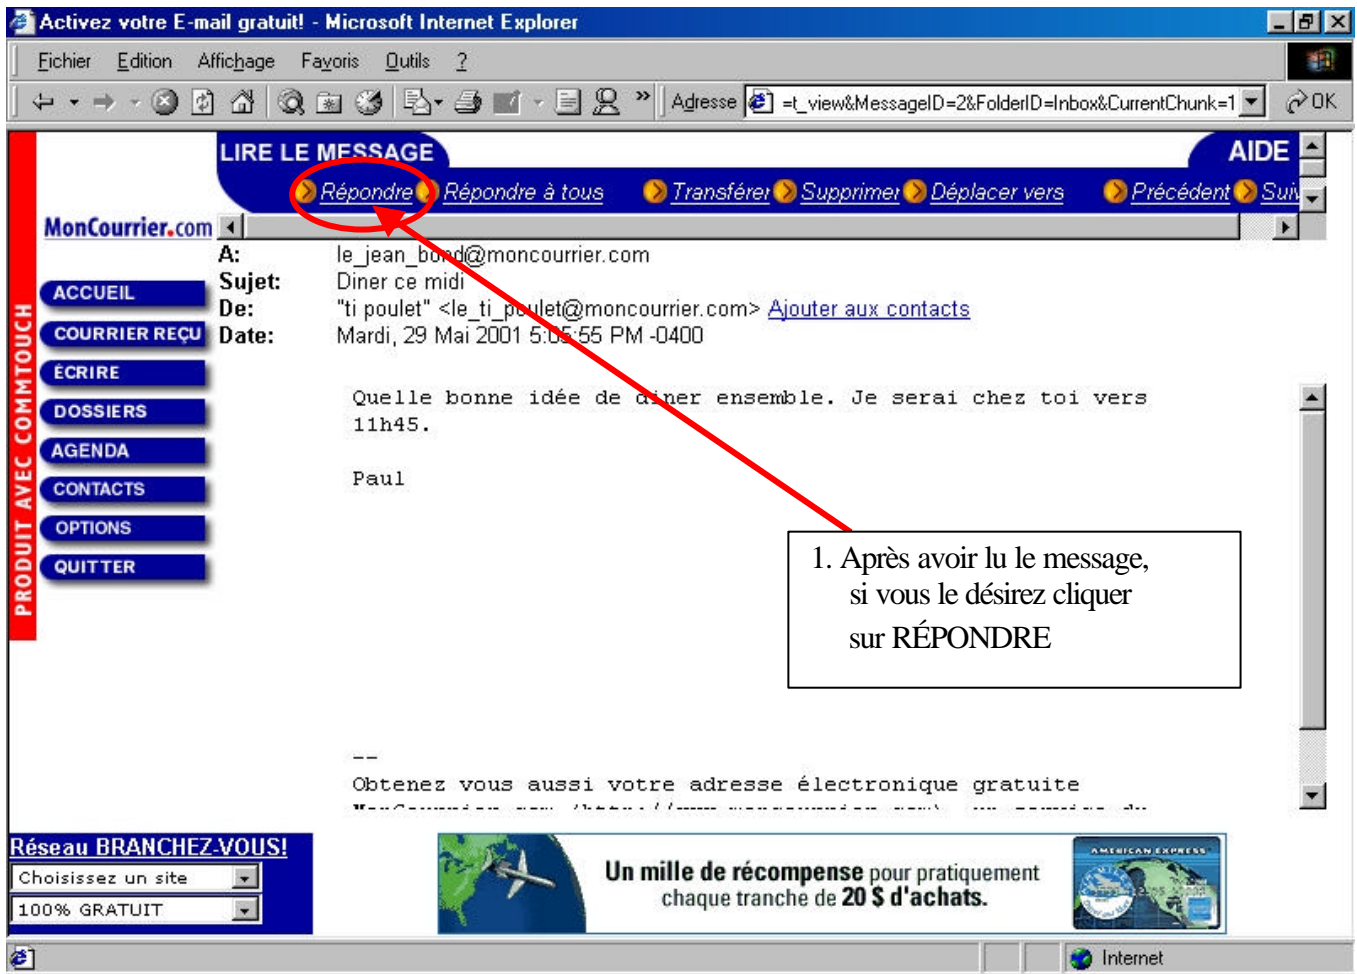 Activez votre E-mail gratuit! - Microsoft Internet Explorer
Fichier Edition Affichage Favoris Outils ?
» Adresse =t_view&MessageID=2&FolderID=Inbox&CurrentChunk=1 OK
LIRE LE MESSAGE AIDE
Répondre Répondre à tous Transférer Supprimer Déplacer vers Précédent
MonCourrier.com
A: le_jean_bond@moncourrier.com
Sujet: Diner ce midi
De: "ti poulet" <le_ti_poulet@moncourrier.com> Ajouter aux contacts
Date: Mardi, 29 Mai 2001 5:05:55 PM -0400
ACCUEIL
COURRIER REÇU
ÉCRIRE
DOSSIERS
AGENDA
CONTACTS
OPTIONS
QUITTER
PRODUIT AVEC COMMTOUCH
Quelle bonne idée de diner ensemble. Je serai chez toi vers
11h45.
Paul
1. Après avoir lu le message,
si vous le désirez cliquer
sur RÉPONDRE
--
Obtenez vous aussi votre adresse électronique gratuite
Réseau BRANCHEZ-VOUS!
Choisissez un site
100% GRATUIT
Un mille de récompense pour pratiquement
chaque tranche de 20 $ d'achats.
AMERICAN EXPRESS
Internet